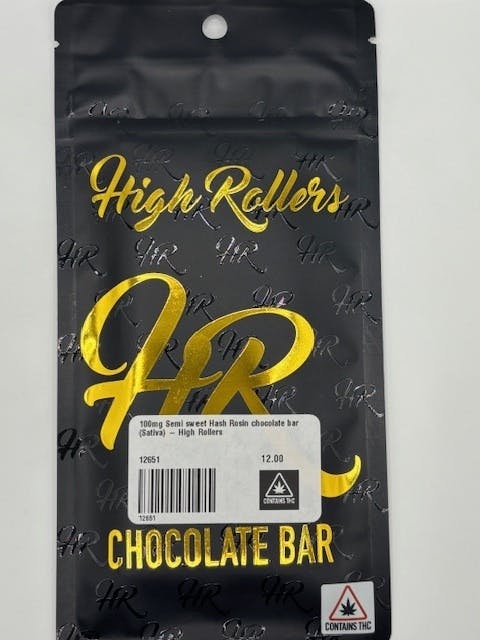 High Rollers
HR
100mg Semi sweet Hash Rosin chocolate bar
(Sativa) – High Rollers
12651 12.00
12651
CONTAINS THC
CHOCOLATE BAR
CONTAINS THC